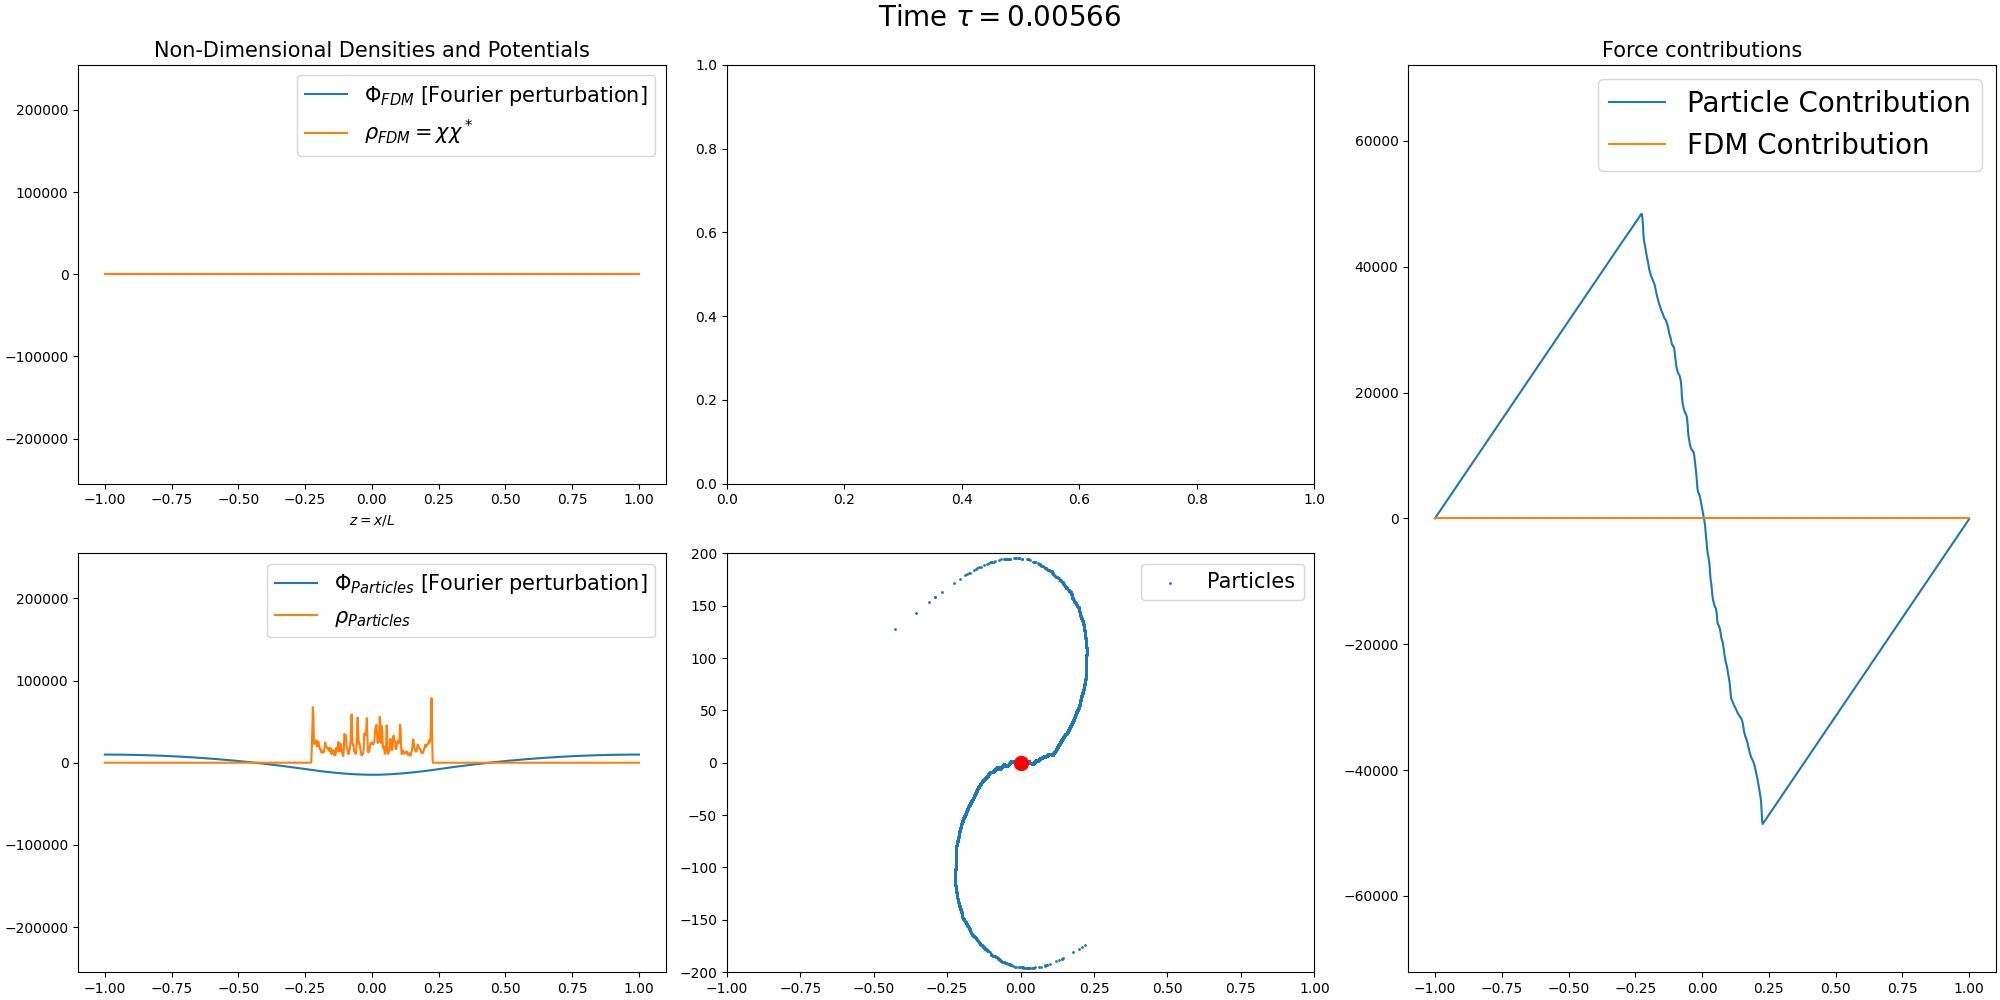 Time τ = 0.00566
Non-Dimensional Densities and Potentials
Φ_FDM [Fourier perturbation]
ρ_FDM = χχ*
200000
100000
0
−100000
−200000
−1.00 −0.75 −0.50 −0.25 0.00 0.25 0.50 0.75 1.00
z = x/L
1.0
0.8
0.6
0.4
0.2
0.0
0.0 0.2 0.4 0.6 0.8 1.0
Φ_Particles [Fourier perturbation]
ρ_Particles
200000
100000
0
−100000
−200000
−1.00 −0.75 −0.50 −0.25 0.00 0.25 0.50 0.75 1.00
Particles
200
150
100
50
0
−50
−100
−150
−200
−1.00 −0.75 −0.50 −0.25 0.00 0.25 0.50 0.75 1.00
Force contributions
Particle Contribution
FDM Contribution
60000
40000
20000
0
−20000
−40000
−60000
−1.00 −0.75 −0.50 −0.25 0.00 0.25 0.50 0.75 1.00